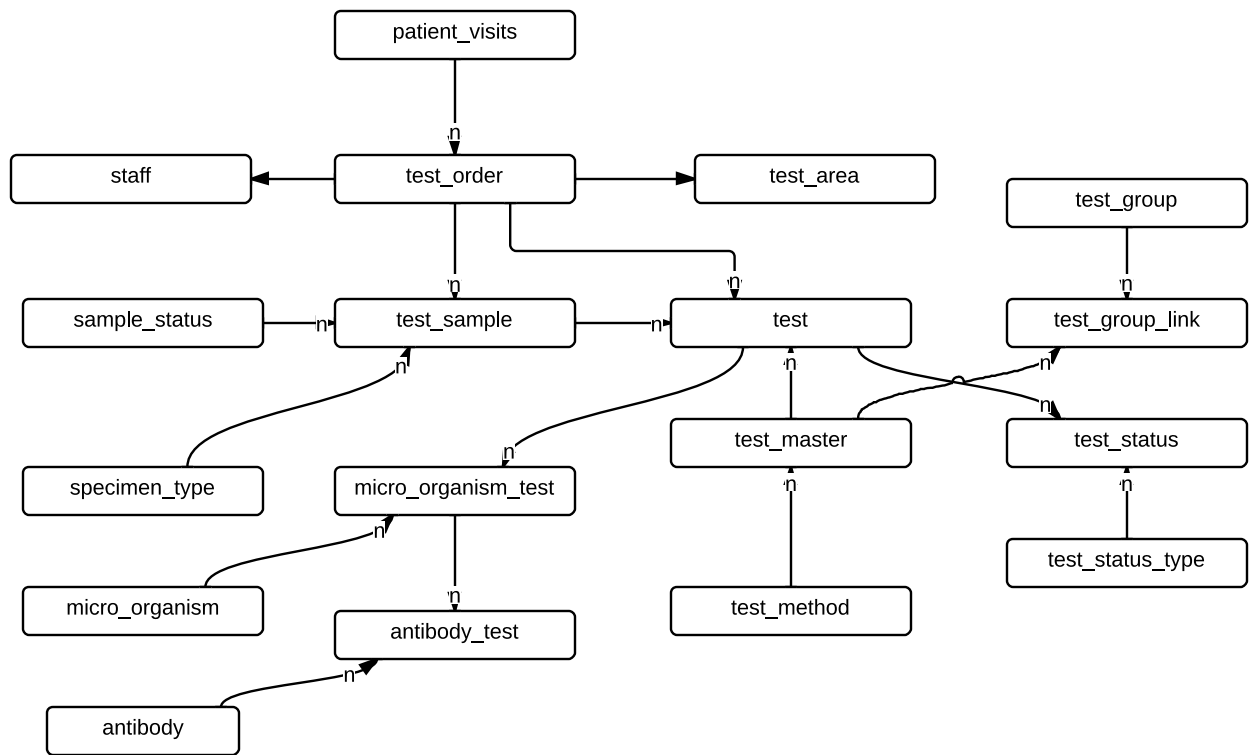 patient_visits
n
staff
test_order
test_area
test_group
n
n
n
sample_status
n
test_sample
n
test
test_group_link
n
n
n
n
test_master
test_status
n
specimen_type
micro_organism_test
n
n
n
micro_organism
test_method
test_status_type
n
antibody_test
n
antibody